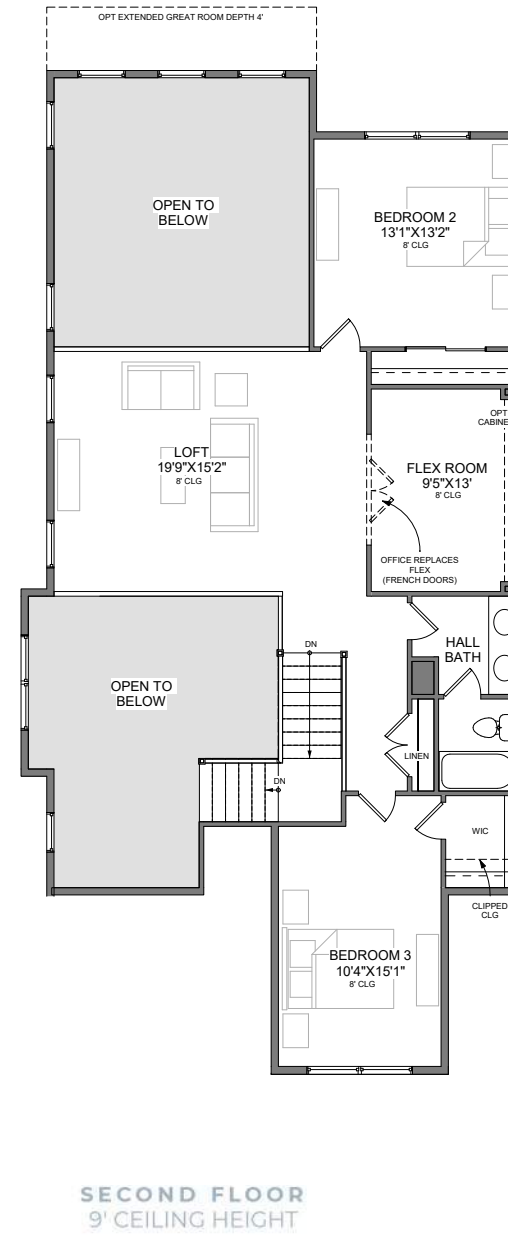 OPT EXTENDED GREAT ROOM DEPTH 4'
OPEN TO
BELOW
BEDROOM 2
13'1"X13'2"
8' CLG
LOFT
19'9"X15'2"
8' CLG
OPT
CABINE
FLEX ROOM
9'5"X13'
8' CLG
OFFICE REPLACES
FLEX
(FRENCH DOORS)
HALL
BATH
DN
OPEN TO
BELOW
LINEN
DN
WIC
CLIPPED
CLG
BEDROOM 3
10'4"X15'1"
8' CLG
SECOND FLOOR
9' CEILING HEIGHT